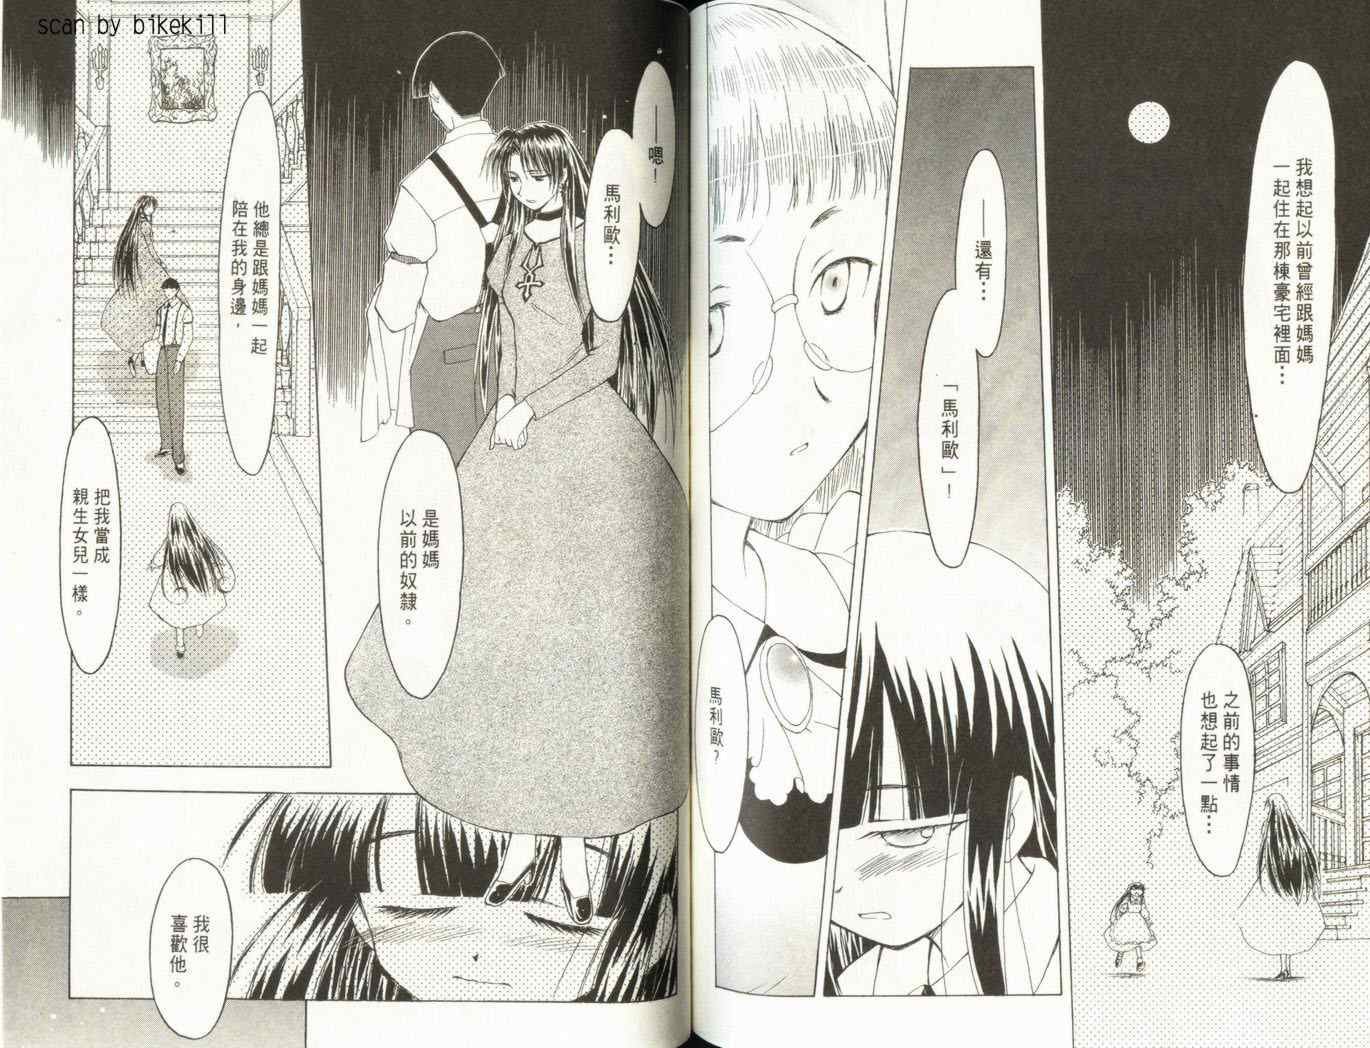 scan by bikekill
我想起以前曾經跟媽媽
一起住在那棟豪宅裡面…
之前的事情
也想起了一點…
──還有…
「馬利歐」！
馬利歐？
──嗯！
馬利歐…
是媽媽
以前的奴隸。
他總是跟媽媽一起
陪在我的身邊，
把我當成
親生女兒一樣。
我很
喜歡他。